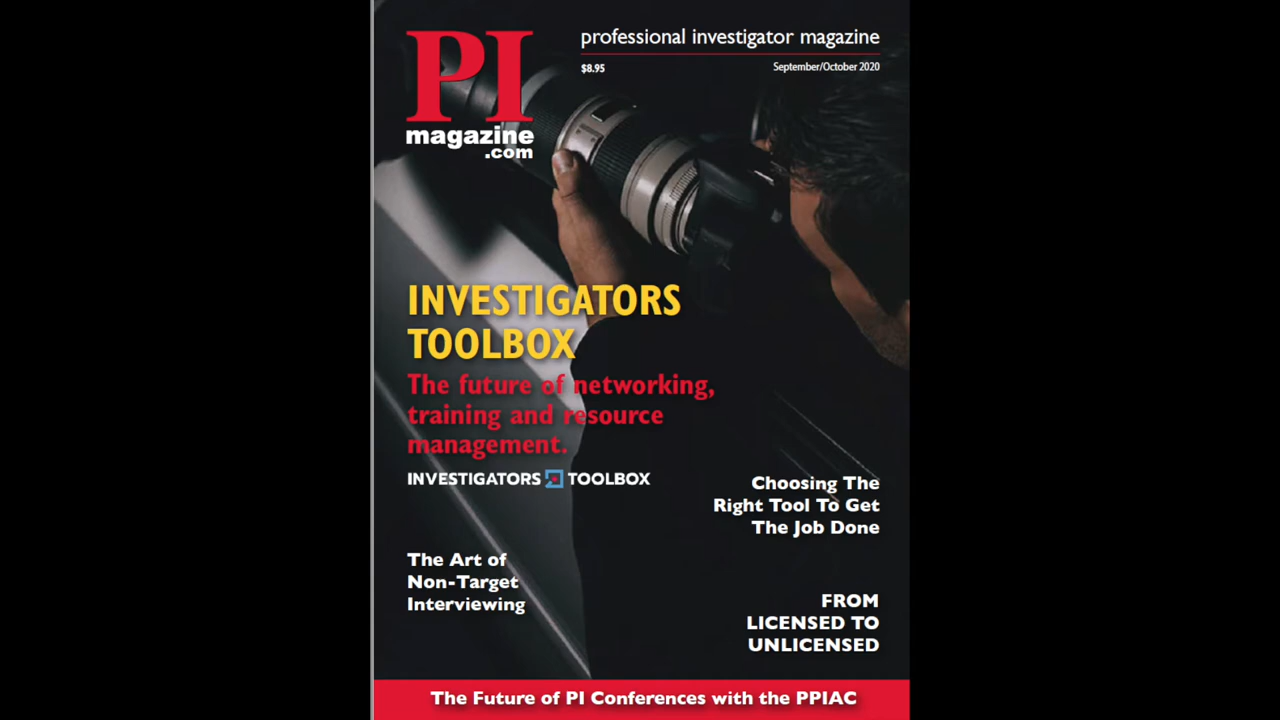 PI
magazine
.com
professional investigator magazine
$8.95
September/October 2020
INVESTIGATORS
TOOLBOX
The future of networking,
training and resource
management.
INVESTIGATORS TOOLBOX
Choosing The
Right Tool To Get
The Job Done
The Art of
Non-Target
Interviewing
FROM
LICENSED TO
UNLICENSED
The Future of PI Conferences with the PPIAC